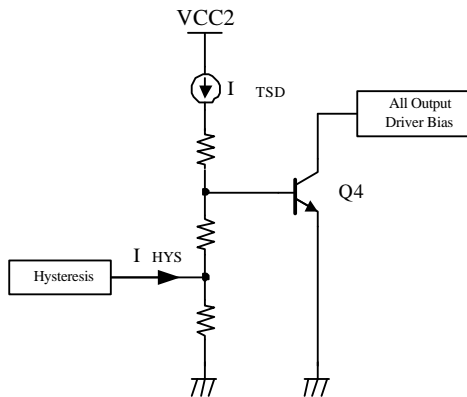 VCC2
I TSD
All Output
Driver Bias
Q4
I HYS
Hysteresis